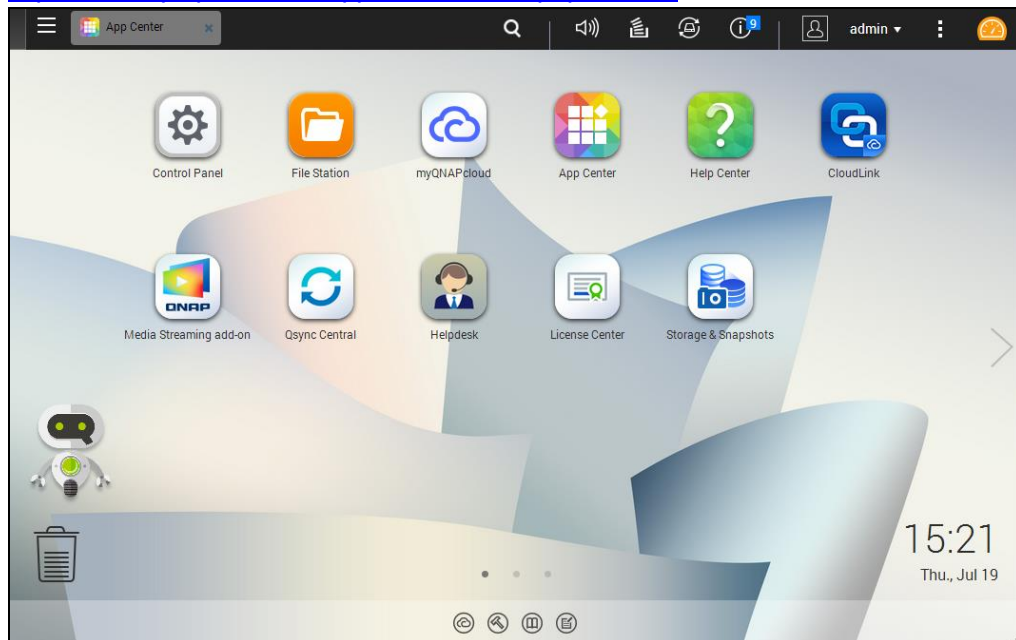 App Center
9
admin
Control Panel
File Station
myQNAPcloud
App Center
Help Center
CloudLink
QNAP
Media Streaming add-on
Qsync Central
Helpdesk
License Center
Storage & Snapshots
15:21
Thu., Jul 19